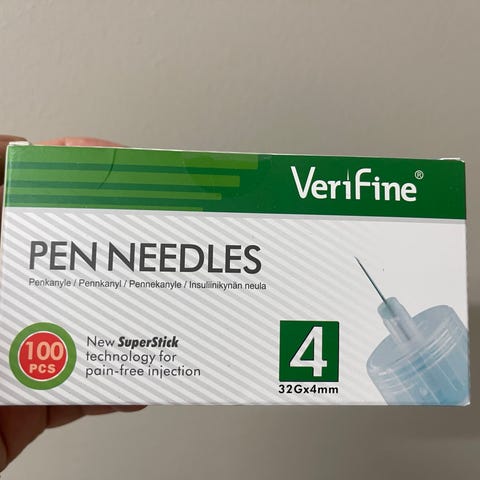 VeriFine®
PEN NEEDLES
Penkanyle / Pennkanyl / Pennekanyle / Insuliinikynän neula
100
PCS
New SuperStick
technology for
pain-free injection
4
32Gx4mm